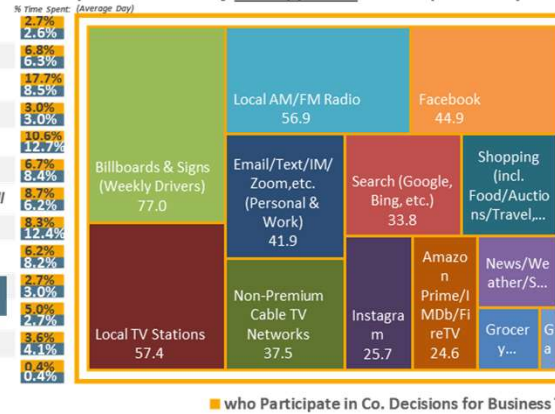 % Time Spent: (Average Day)
2.7%
2.6%
6.8%
6.3%
17.7%
8.5%
3.0%
3.0%
10.6%
12.7%
6.7%
8.4%
8.7%
6.2%
8.3%
12.4%
6.2%
8.2%
2.7%
3.0%
5.0%
2.7%
3.6%
4.1%
0.4%
0.4%
Billboards & Signs
(Weekly Drivers)
77.0
Local TV Stations
57.4
Local AM/FM Radio
56.9
Facebook
44.9
Email/Text/IM/
Zoom,etc.
(Personal &
Work)
41.9
Search (Google,
Bing, etc.)
33.8
Shopping
(incl.
Food/Auctio
ns/Travel,...
Non-Premium
Cable TV
Networks
37.5
Instagra
m
25.7
Amazo
n
Prime/I
MDb/Fi
reTV
24.6
News/We
ather/S...
Grocer
y...
G
a
who Participate in Co. Decisions for Business